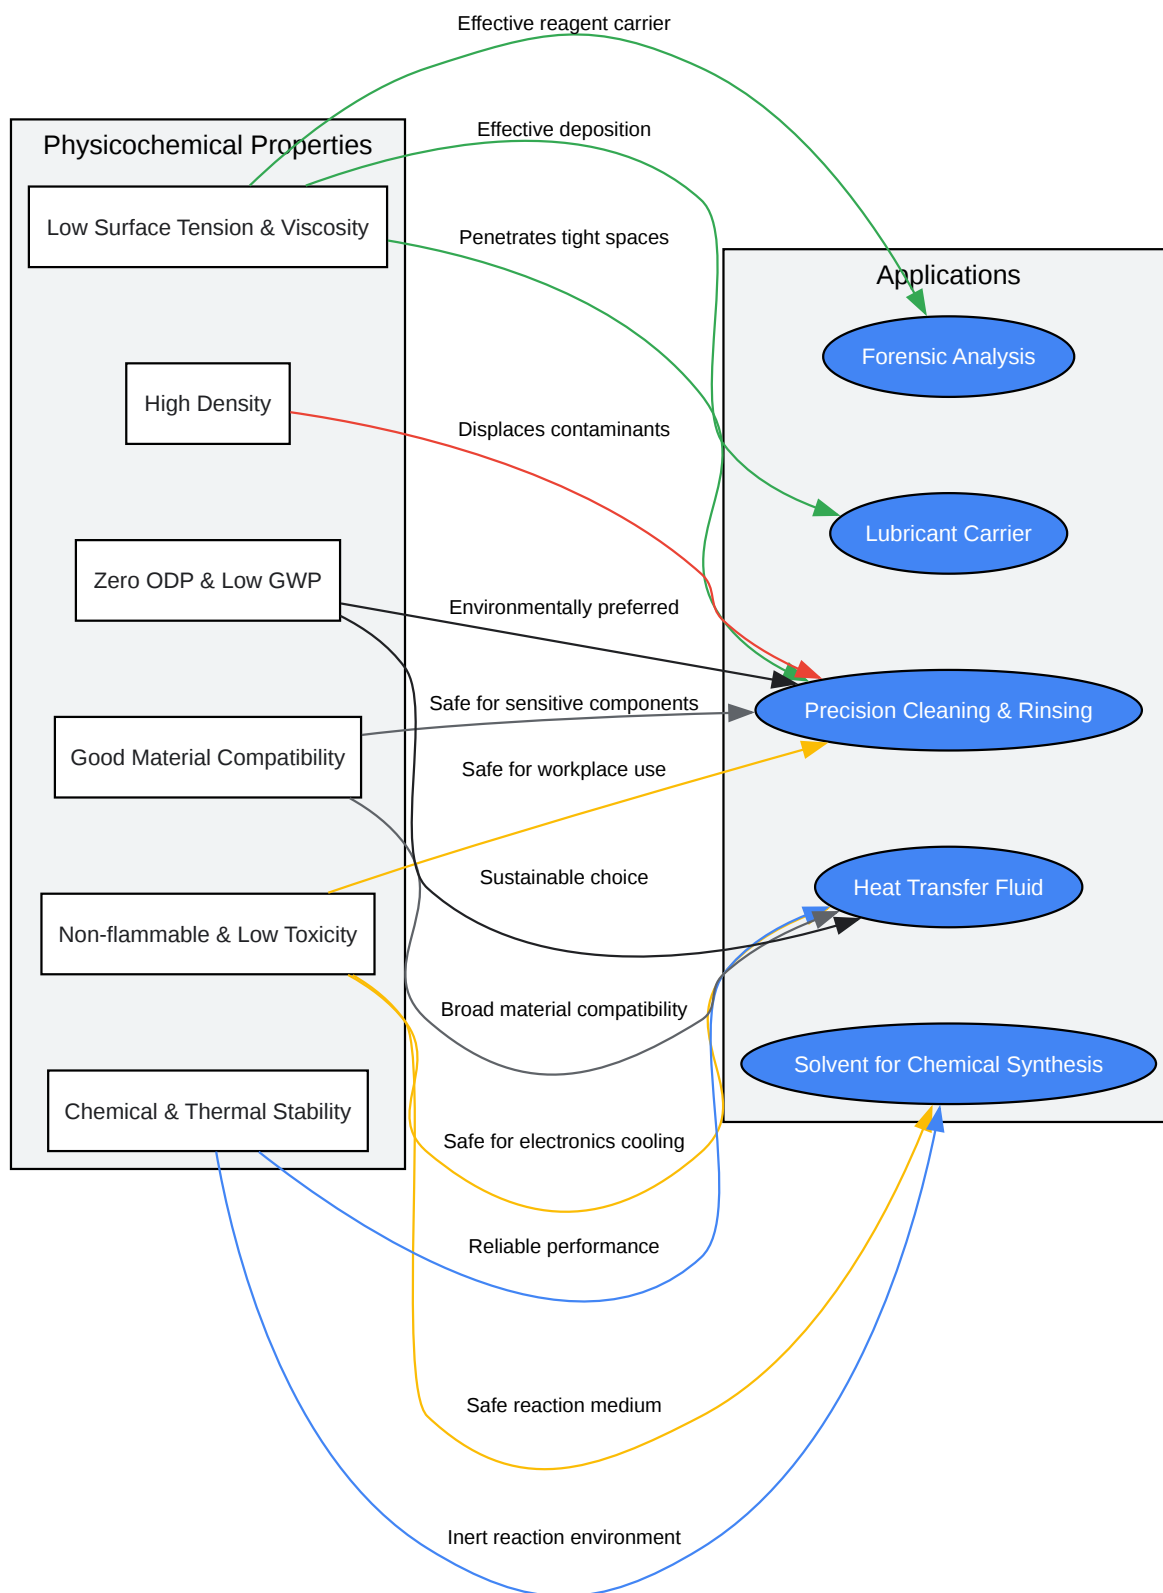 Effective reagent carrier
Physicochemical Properties
Effective deposition
Low Surface Tension & Viscosity
Penetrates tight spaces
Applications
Forensic Analysis
High Density
Displaces contaminants
Lubricant Carrier
Zero ODP & Low GWP
Environmentally preferred
Safe for sensitive components
Precision Cleaning & Rinsing
Good Material Compatibility
Safe for workplace use
Sustainable choice
Heat Transfer Fluid
Non-flammable & Low Toxicity
Broad material compatibility
Solvent for Chemical Synthesis
Chemical & Thermal Stability
Safe for electronics cooling
Reliable performance
Safe reaction medium
Inert reaction environment